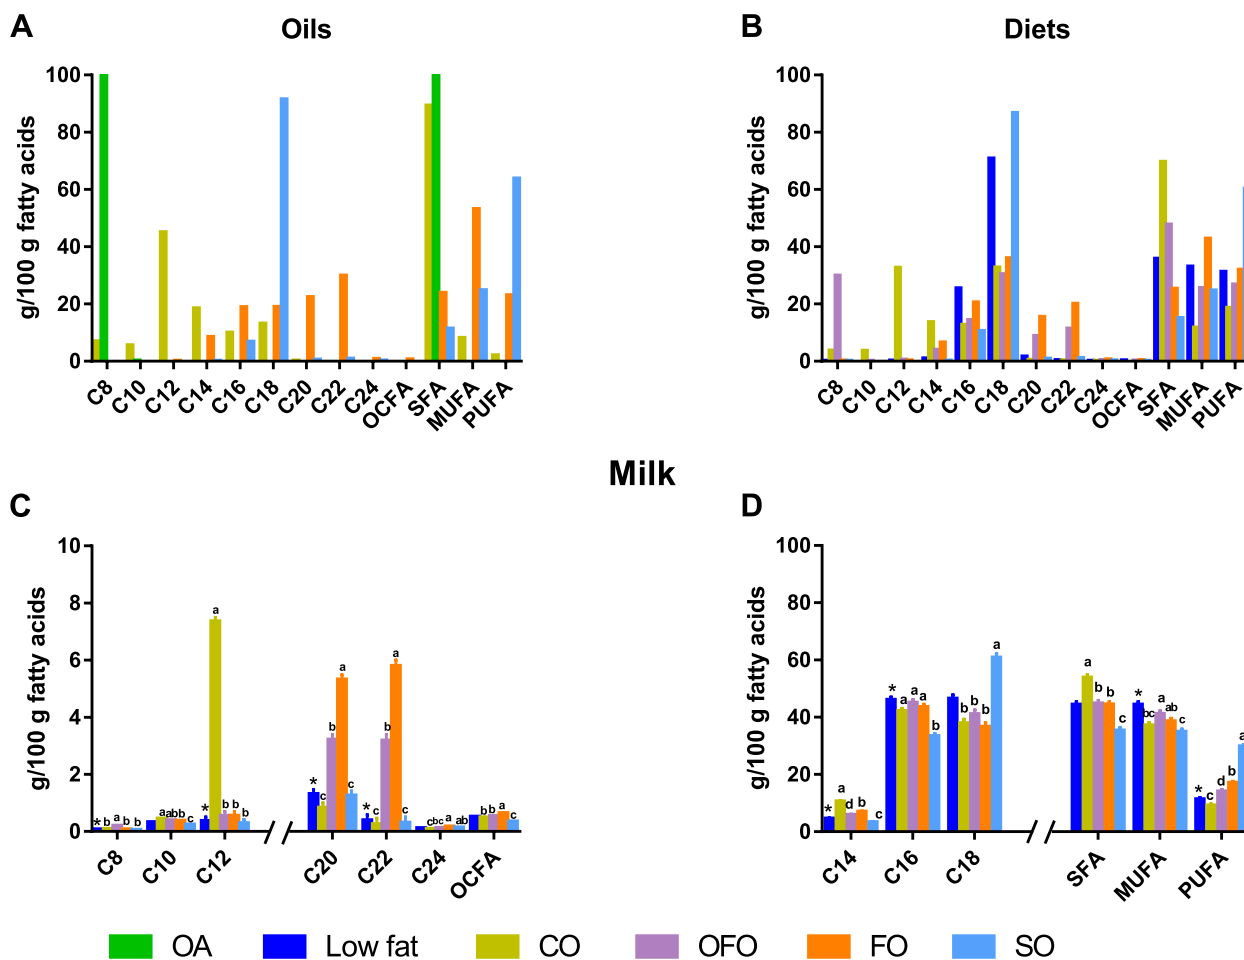 A
Oils
g/100 g fatty acids
100
80
60
40
20
0
C8 C10 C12 C14 C16 C18 C20 C22 C24 OCFA SFA MUFA PUFA
B
Diets
g/100 g fatty acids
100
80
60
40
20
0
C8 C10 C12 C14 C16 C18 C20 C22 C24 OCFA SFA MUFA PUFA
Milk
C
g/100 g fatty acids
10
8
6
4
2
0
* b a b b
a ab b c
* a b b b
* c b a c
* c b a c
c bc a ab
b b a c
C8 C10 C12 C20 C22 C24 OCFA
D
g/100 g fatty acids
100
80
60
40
20
0
* a d b c
* a a a b
b b b a
a b b c
* bc a ab c
* c d b a
C14 C16 C18 SFA MUFA PUFA
OA Low fat CO OFO FO SO